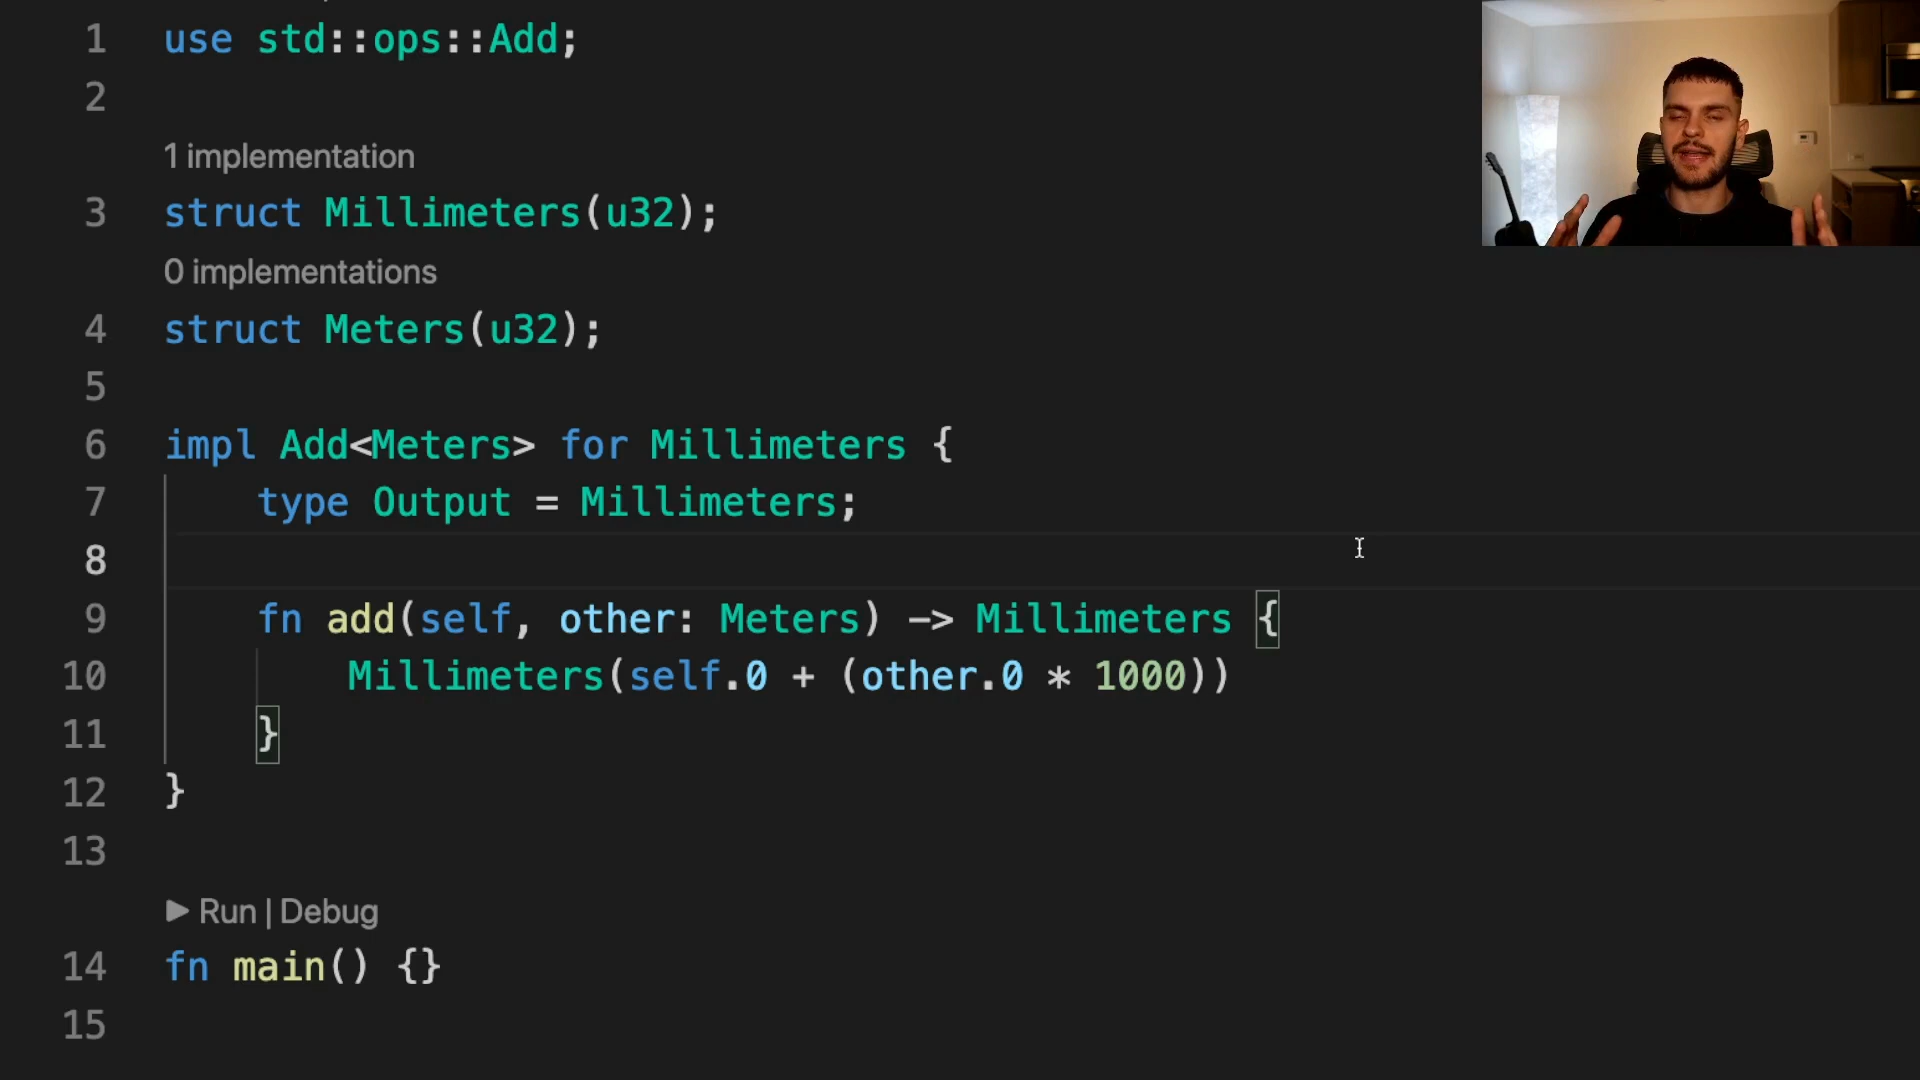 1 use std::ops::Add;
2
1 implementation
3 struct Millimeters(u32);
0 implementations
4 struct Meters(u32);
5
6 impl Add<Meters> for Millimeters {
7 type Output = Millimeters;
8
9 fn add(self, other: Meters) -> Millimeters {
10 Millimeters(self.0 + (other.0 * 1000))
11 }
12 }
13
▶ Run | Debug
14 fn main() {}
15